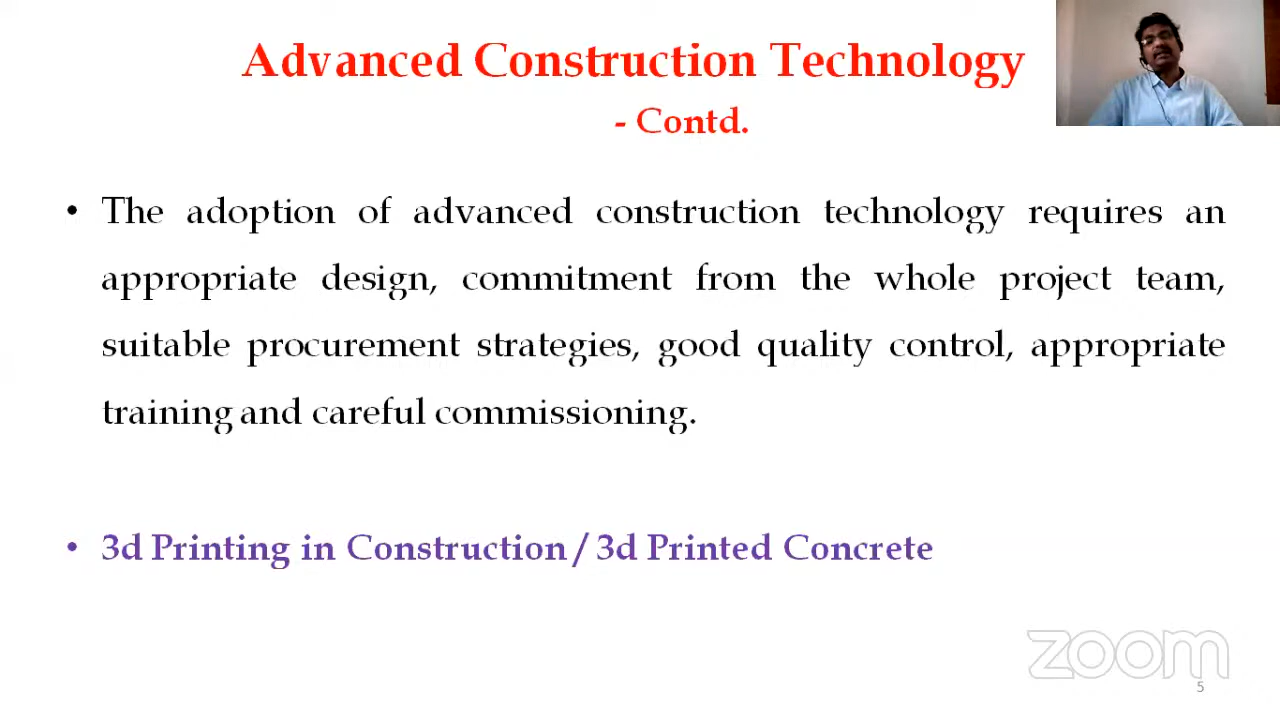 Advanced Construction Technology
- Contd.
• The adoption of advanced construction technology requires an
appropriate design, commitment from the whole project team,
suitable procurement strategies, good quality control, appropriate
training and careful commissioning.
• 3d Printing in Construction / 3d Printed Concrete
zoom
5